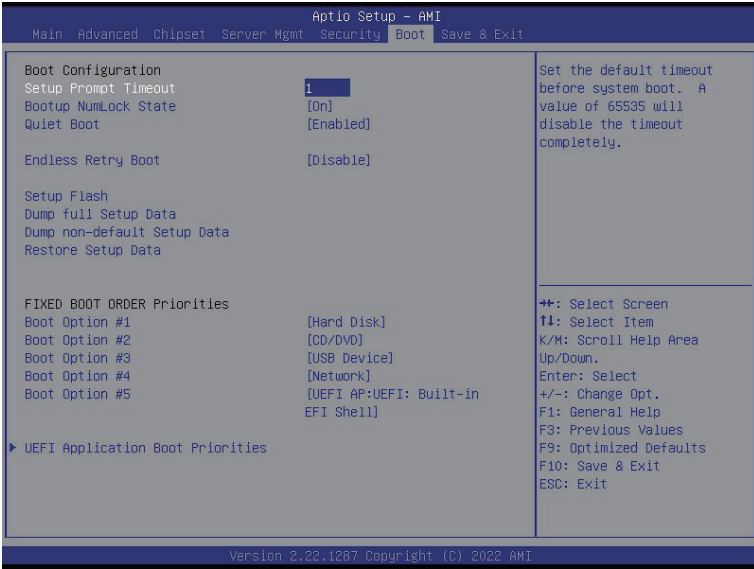 Aptio Setup - AMI
Main Advanced Chipset Server Mgmt Security Boot Save & Exit
Boot Configuration
Setup Prompt Timeout 1
Bootup NumLock State [On]
Quiet Boot [Enabled]
Endless Retry Boot [Disable]
Setup Flash
Dump full Setup Data
Dump non-default Setup Data
Restore Setup Data
FIXED BOOT ORDER Priorities
Boot Option #1 [Hard Disk]
Boot Option #2 [CD/DVD]
Boot Option #3 [USB Device]
Boot Option #4 [Network]
Boot Option #5 [UEFI AP:UEFI: Built-in
EFI Shell]
UEFI Application Boot Priorities
Set the default timeout
before system boot. A
value of 65535 will
disable the timeout
completely.
→←: Select Screen
↑↓: Select Item
K/M: Scroll Help Area
Up/Down.
Enter: Select
+/-: Change Opt.
F1: General Help
F3: Previous Values
F9: Optimized Defaults
F10: Save & Exit
ESC: Exit
Version 2.22.1287 Copyright (C) 2022 AMI